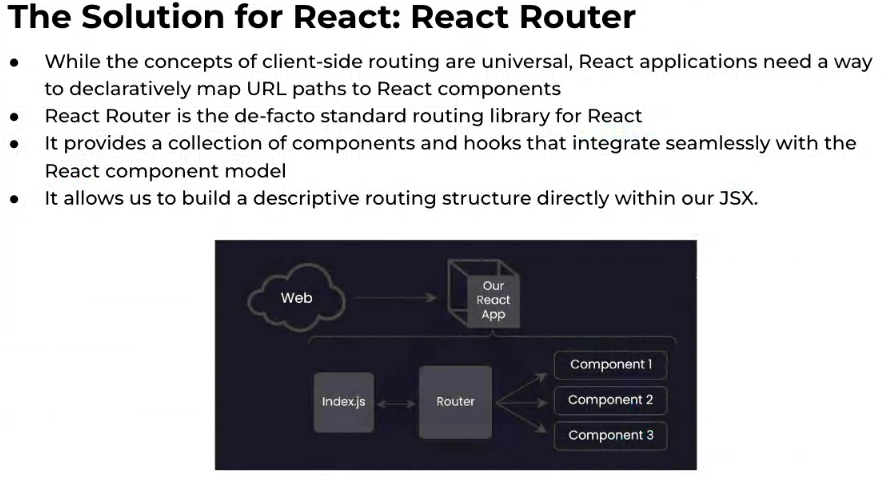 The Solution for React: React Router
● While the concepts of client-side routing are universal, React applications need a way
to declaratively map URL paths to React components
● React Router is the de-facto standard routing library for React
● It provides a collection of components and hooks that integrate seamlessly with the
React component model
● It allows us to build a descriptive routing structure directly within our JSX.
Web
Our
React
App
Index.js
Router
Component 1
Component 2
Component 3